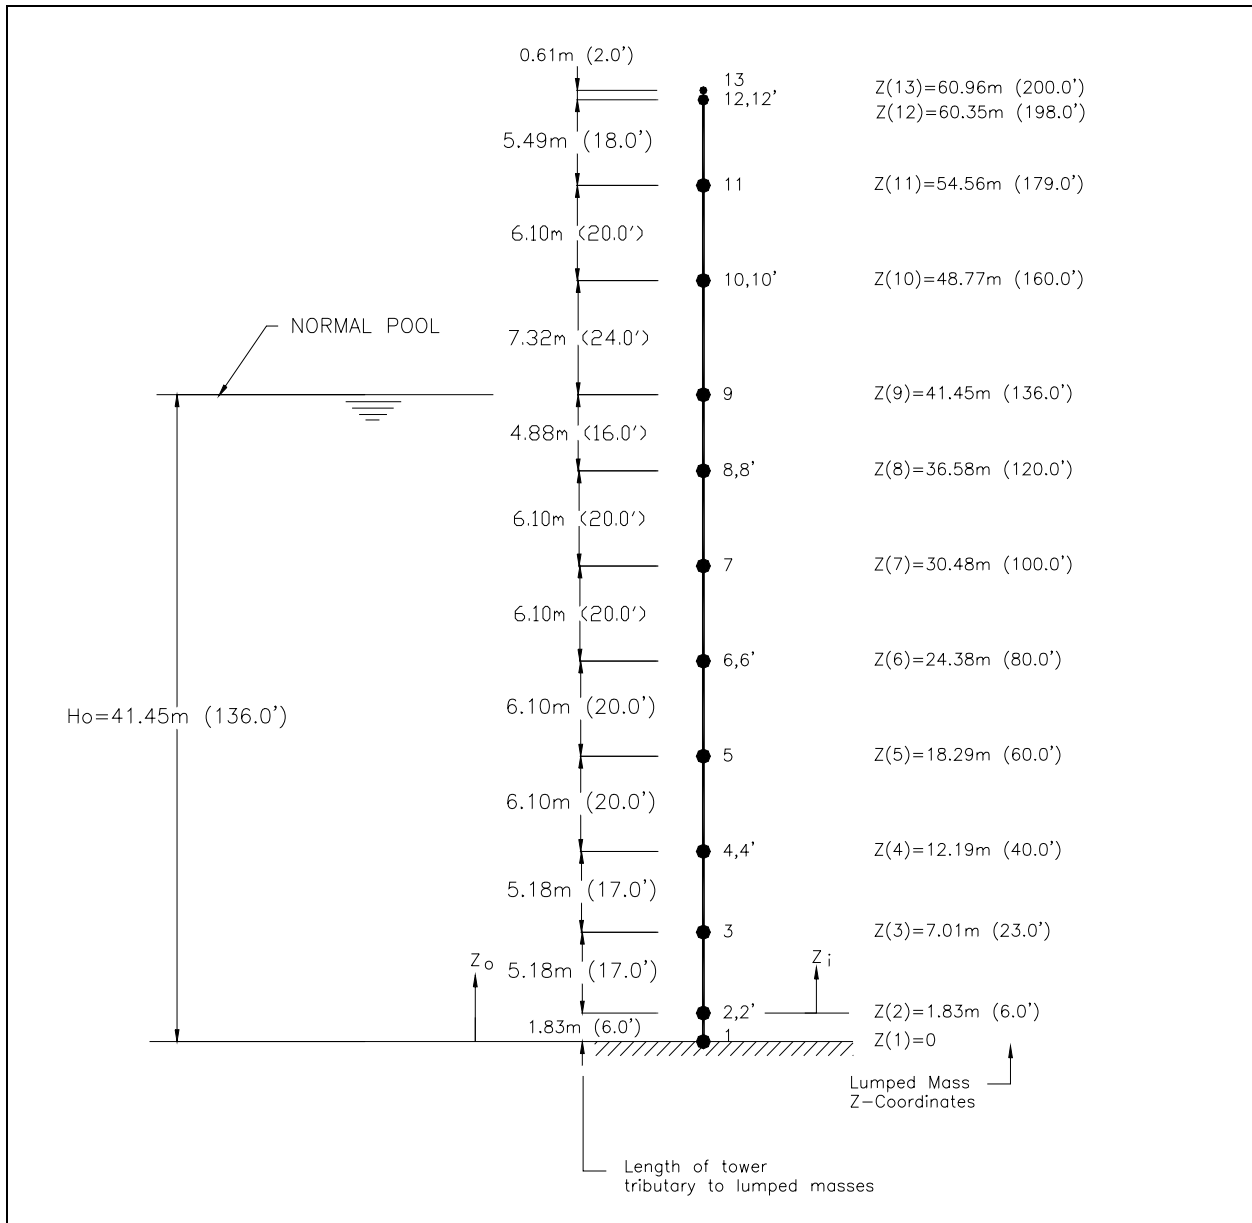 0.61m (2.0')
13
Z(13)=60.96m (200.0')
12,12'
Z(12)=60.35m (198.0')
5.49m (18.0')
11
Z(11)=54.56m (179.0')
6.10m (20.0')
10,10'
Z(10)=48.77m (160.0')
NORMAL POOL
7.32m (24.0')
9
Z(9)=41.45m (136.0')
4.88m (16.0')
8,8'
Z(8)=36.58m (120.0')
6.10m (20.0')
7
Z(7)=30.48m (100.0')
6.10m (20.0')
6,6'
Z(6)=24.38m (80.0')
Ho=41.45m (136.0')
6.10m (20.0')
5
Z(5)=18.29m (60.0')
6.10m (20.0')
4,4'
Z(4)=12.19m (40.0')
5.18m (17.0')
3
Z(3)=7.01m (23.0')
Zo
5.18m (17.0')
Zi
2,2'
Z(2)=1.83m (6.0')
1.83m (6.0')
1
Z(1)=0
Lumped Mass
Z-Coordinates
Length of tower
tributary to lumped masses